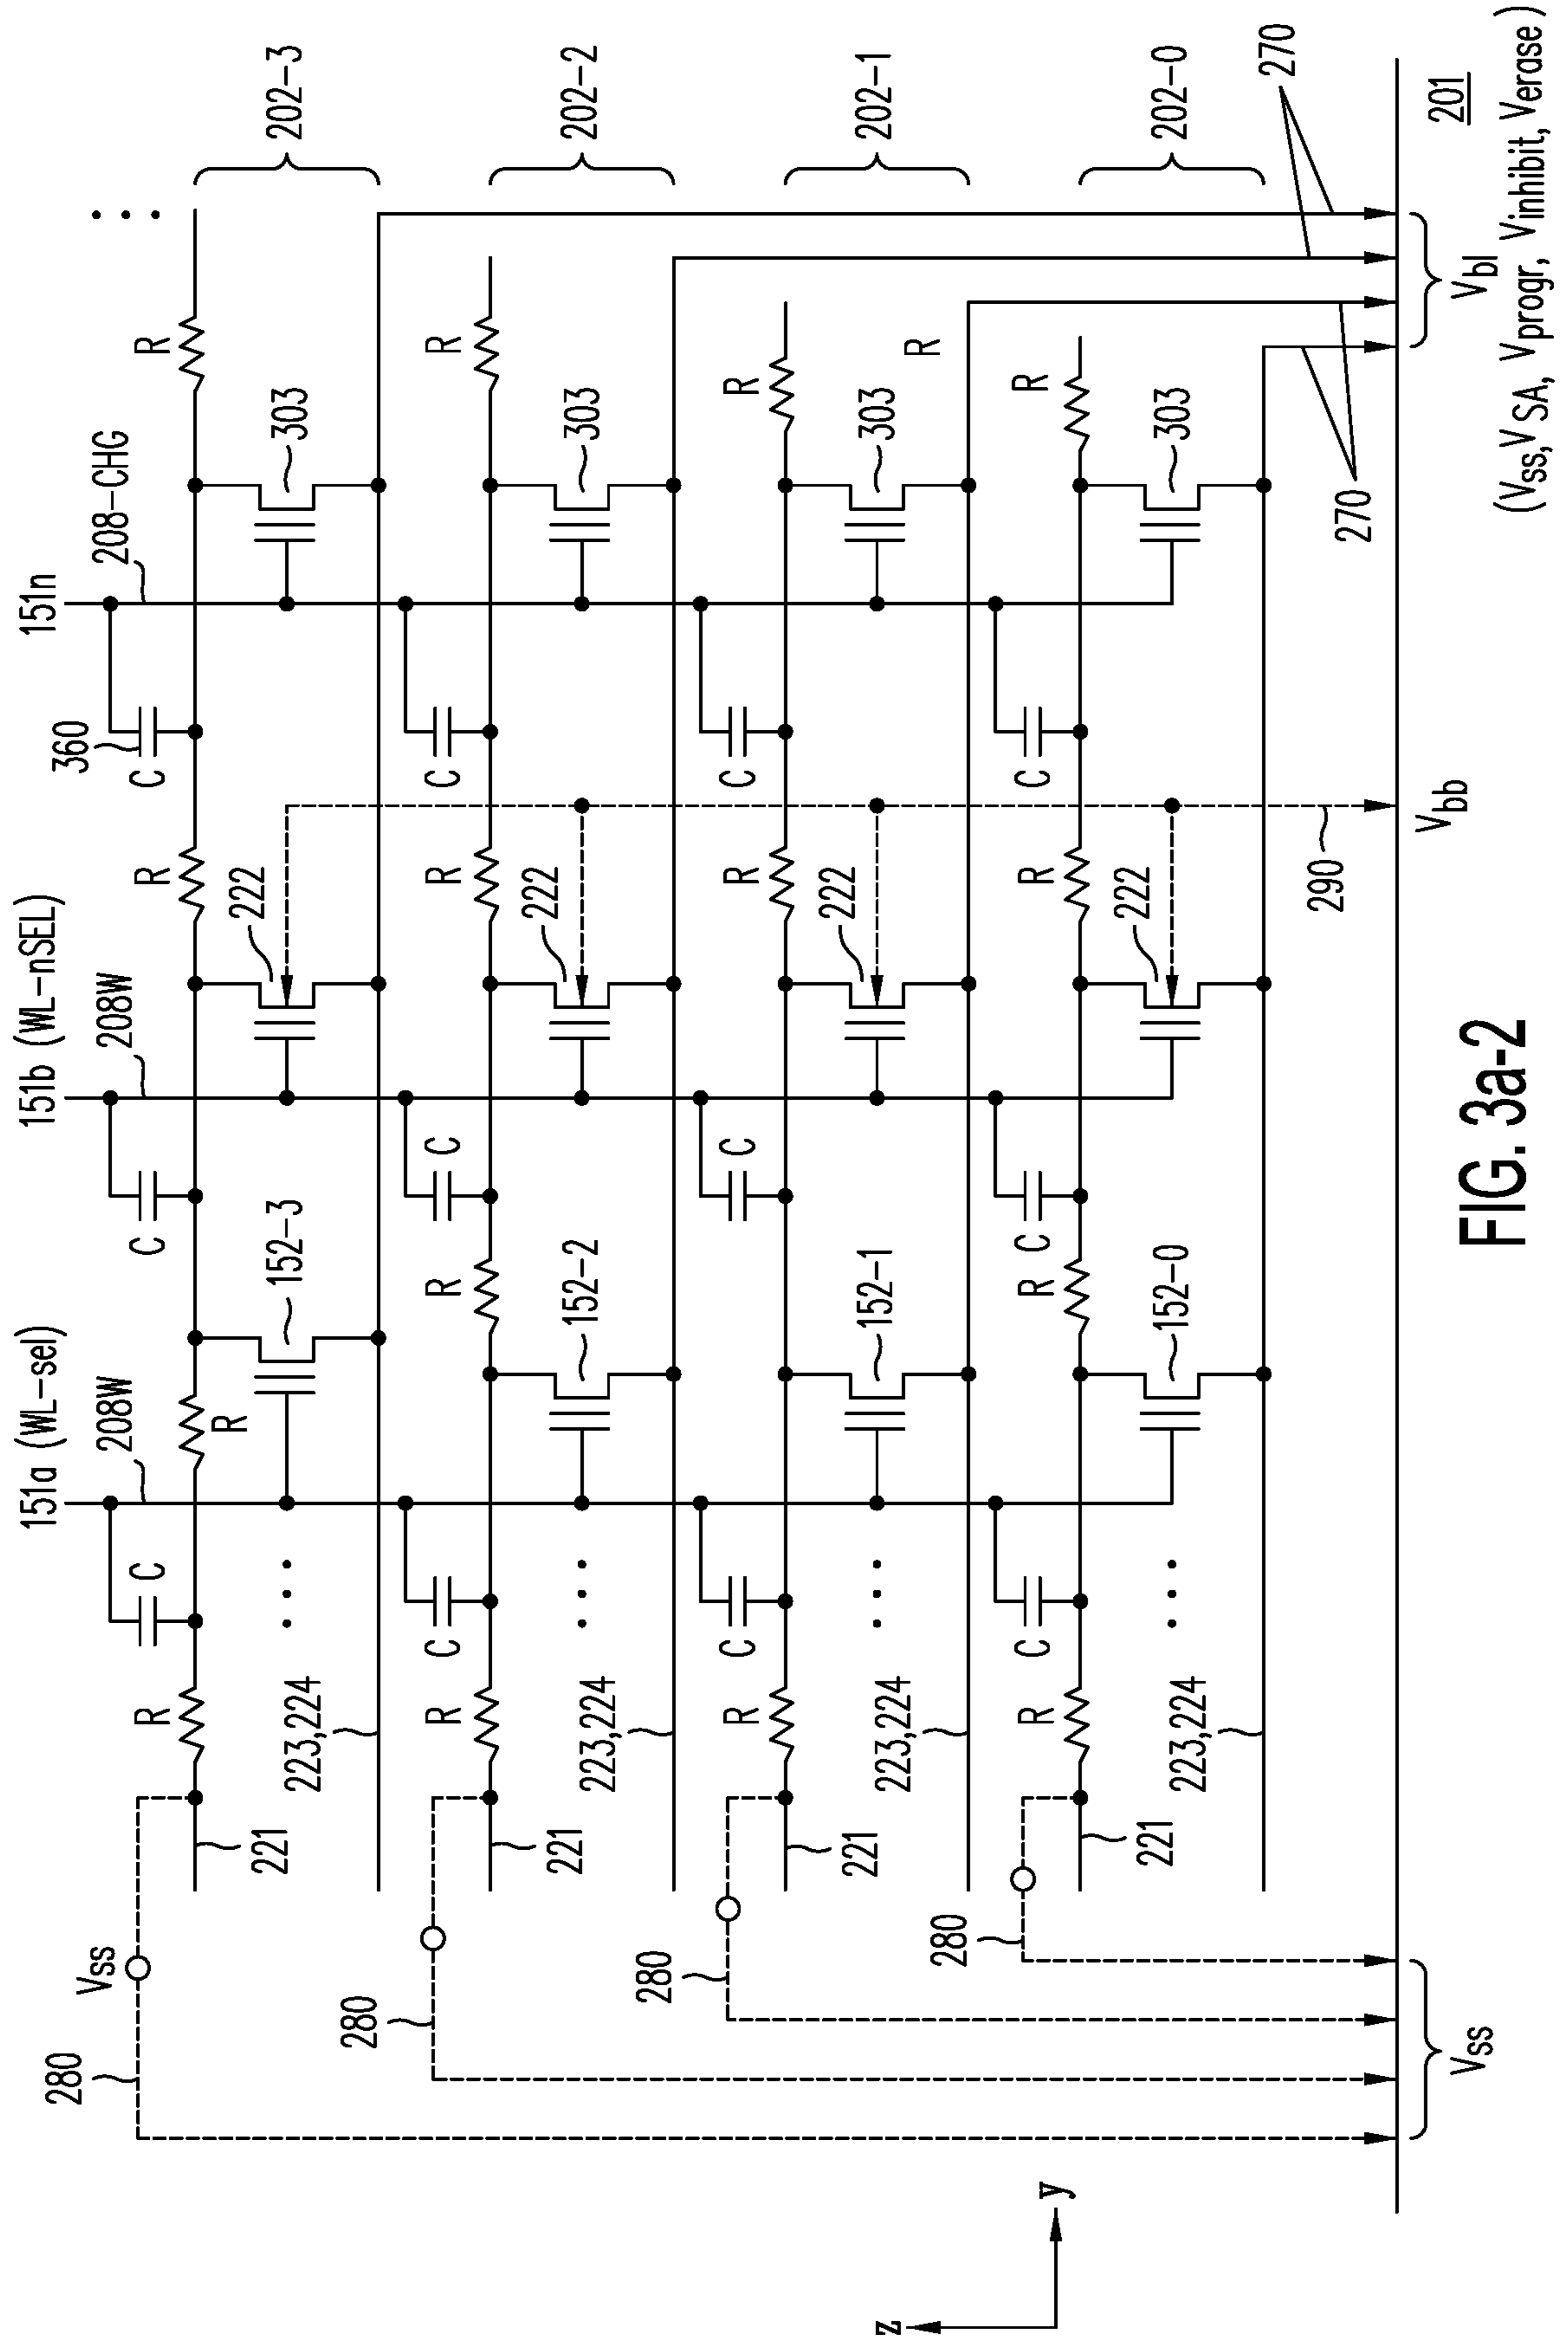 151a (WL-sel)
151b (WL-nSEL)
151n
280
Vss
208W
208W
360
208-CHG
R
C
C
R
C
R
R
222
221
223,224
152-3
303
202-3
280
R
C
R
C
R
C
R
221
223,224
152-2
222
303
202-2
280
R
C
C
R
C
R
221
223,224
152-1
222
303
R
202-1
280
R
C
R
C
R
C
R
221
223,224
152-0
222
303
202-0
z
y
290
270
270
201
Vss
Vbb
Vbl
(Vss, VSA, Vprogr, Vinhibit, Verase)
FIG. 3a-2